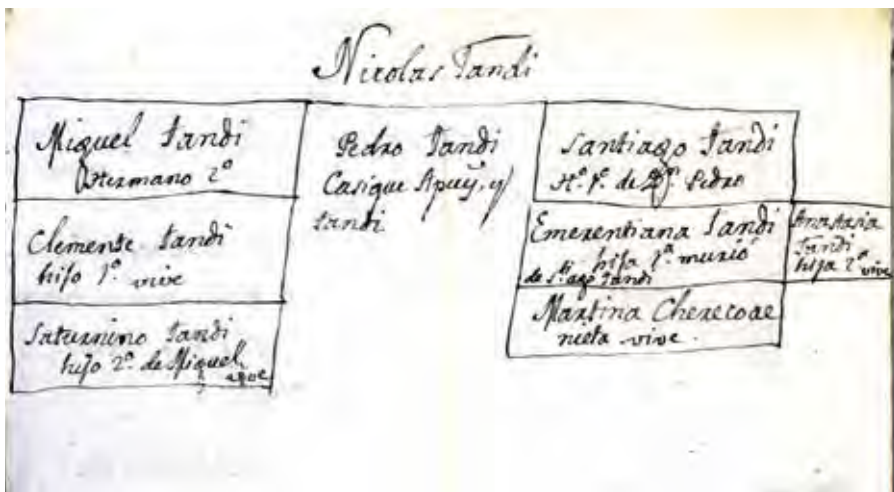 Nicolas Tandi
Miguel Tandi
Hermano 2º
Clemente Tandi
hijo 1º vive
Saturnino Tandi
hijo 2º de Miguel
vive
Pedro Tandi
Casique Apuy, y
tandi
Santiago Tandi
Hº. 1º. de Dn. Pedro
Emerentiana Tandi
hija 1ª murió
de Stiago Tandi
Anastasia
Tandi
hija 2ª vive
Martina Cherecoae
nieta vive.